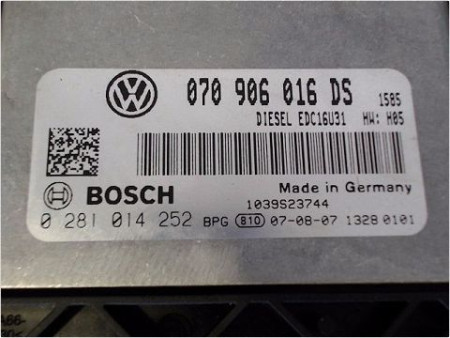 070 906 016 DS 1585
DIESEL EDC16U31 HW: H05
BOSCH
Made in Germany
1039S23744
0 281 014 252 BPG 810 07-08-07 1328 0101
A66-